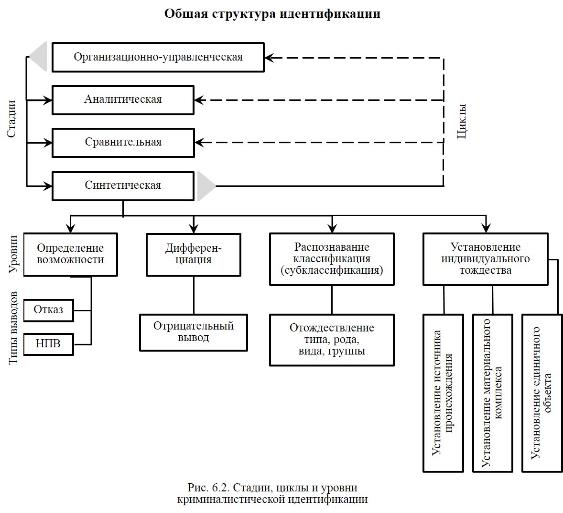 Общая структура идентификации
Организационно-управленческая
Аналитическая
Сравнительная
Синтетическая
Стадии
Циклы
Уровни
Определение
возможности
Дифферен-
циация
Распознавание
классификация
(субклассификация)
Установление
индивидуального
тождества
Типы выводов
Отказ
НПВ
Отрицательный
вывод
Отождествление
типа, рода,
вида, группы
Установление источника
происхождения
Установление материального
комплекса
Установление единичного
объекта
Рис. 6.2. Стадии, циклы и уровни
криминалистической идентификации